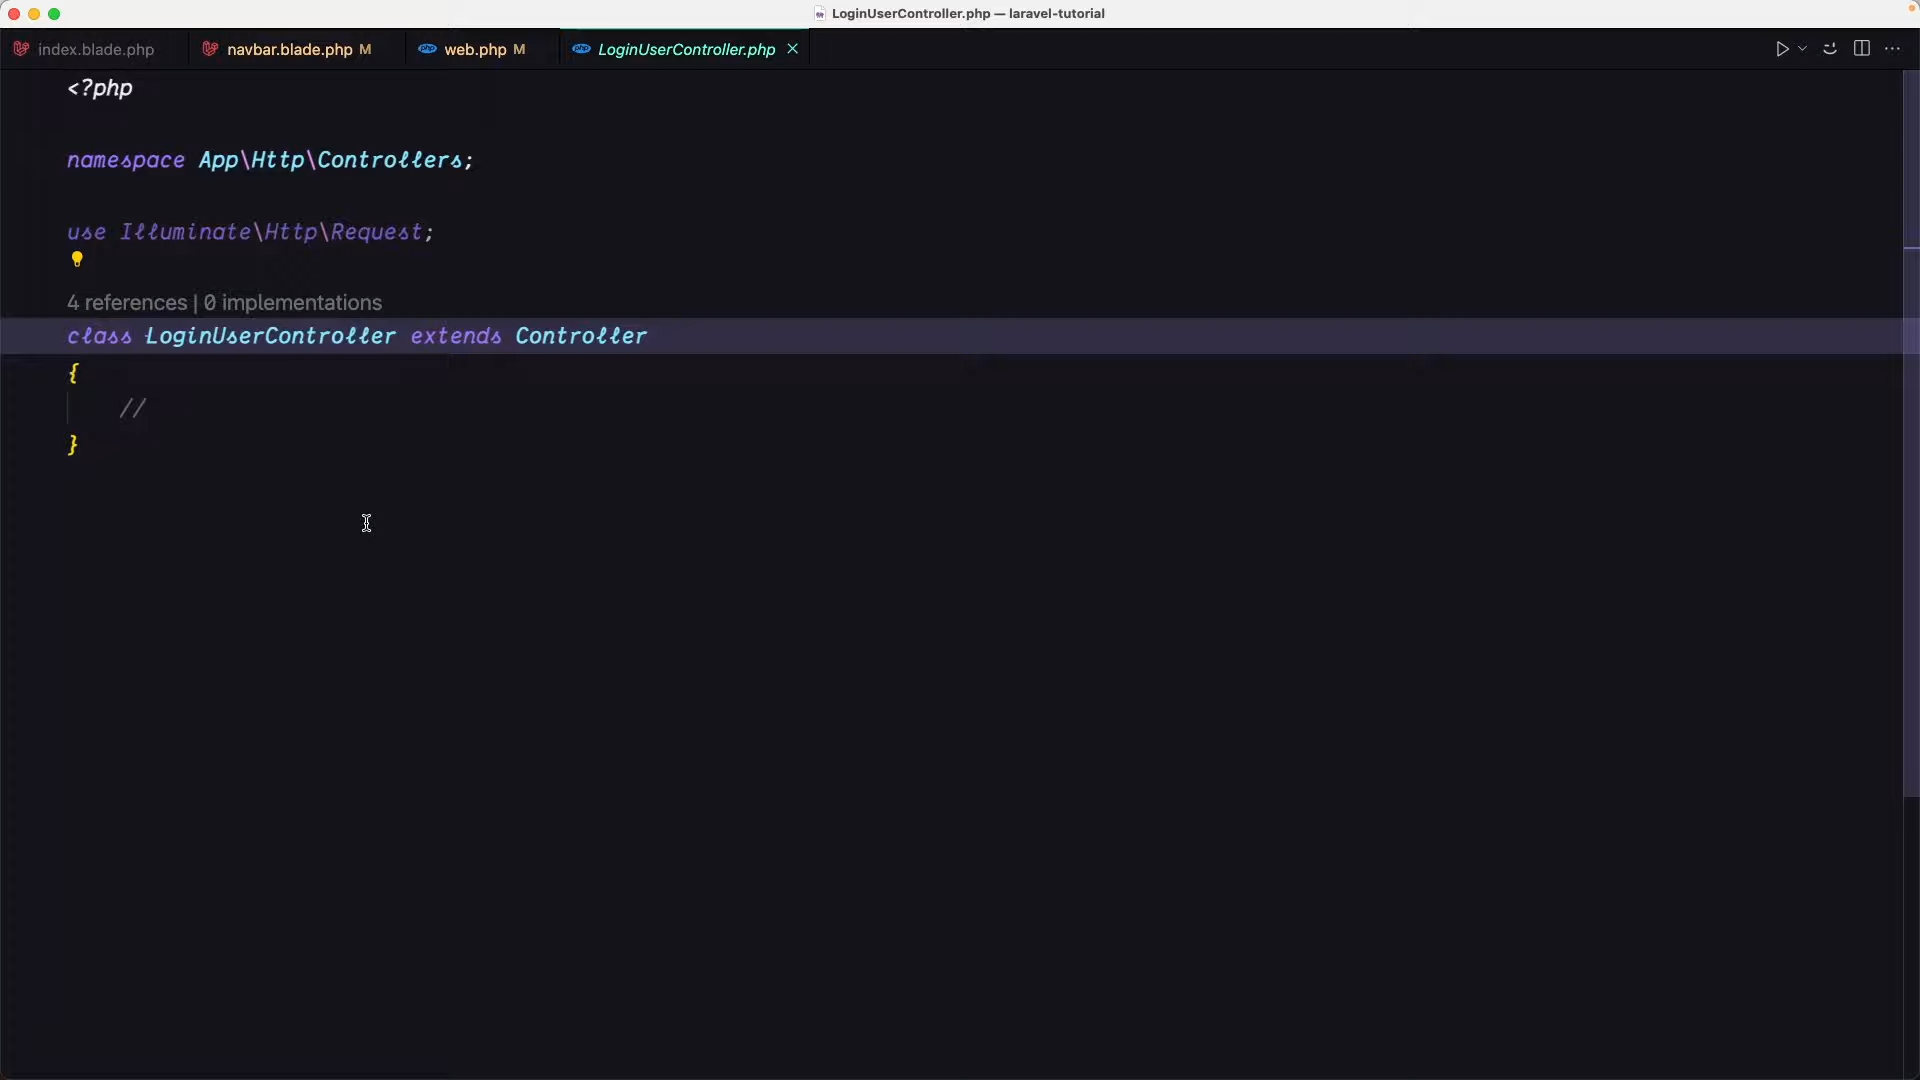 LoginUserController.php — laravel-tutorial
index.blade.php navbar.blade.php M web.php M LoginUserController.php
<?php
namespace App\Http\Controllers;
use Illuminate\Http\Request;
4 references | 0 implementations
class LoginUserController extends Controller
{
//
}